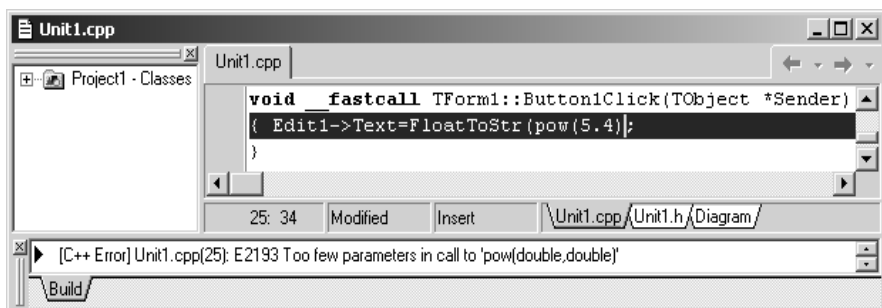 Unit1.cpp
Project1 - Classes
Unit1.cpp
void __fastcall TForm1::Button1Click(TObject *Sender)
{ Edit1->Text=FloatToStr(pow(5.4);
}
25: 34 Modified Insert Unit1.cpp Unit1.h Diagram
[C++ Error] Unit1.cpp(25): E2193 Too few parameters in call to 'pow(double,double)'
Build